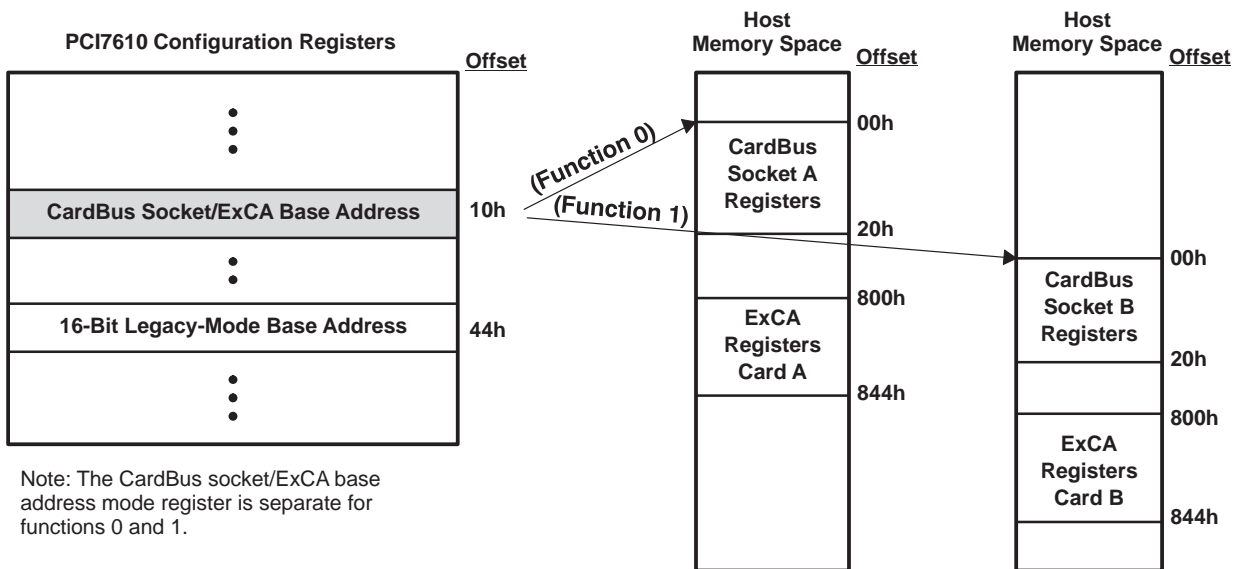 PCI7610 Configuration Registers
Offset
CardBus Socket/ExCA Base Address
10h
16-Bit Legacy-Mode Base Address
44h
Note: The CardBus socket/ExCA base
address mode register is separate for
functions 0 and 1.
(Function 0)
(Function 1)
Host
Memory Space
Offset
00h
CardBus
Socket A
Registers
20h
800h
ExCA
Registers
Card A
844h
Host
Memory Space
Offset
00h
CardBus
Socket B
Registers
20h
800h
ExCA
Registers
Card B
844h